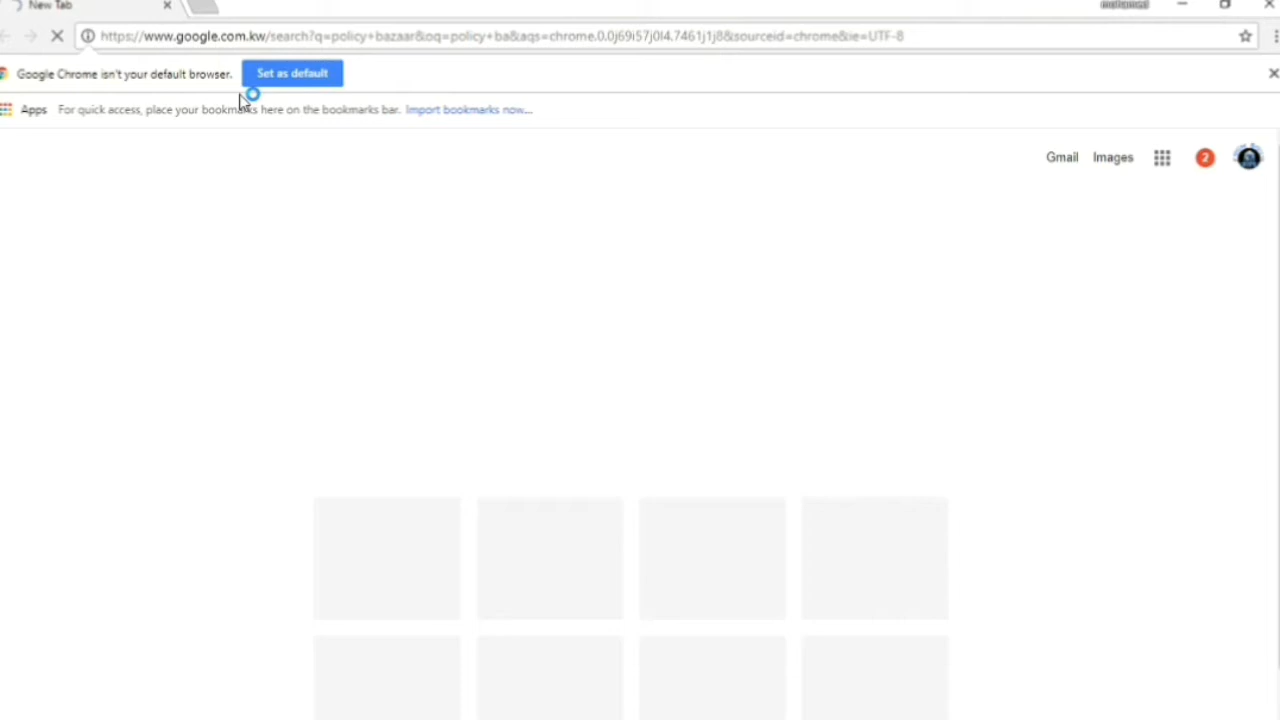 New Tab
https://www.google.com.kw/search?q=policy+bazaar&oq=policy+ba&aqs=chrome.0.0j69i57j0l4.7461j1j8&sourceid=chrome&ie=UTF-8
Google Chrome isn't your default browser. Set as default
Apps For quick access, place your bookmarks here on the bookmarks bar. Import bookmarks now...
Gmail Images 2